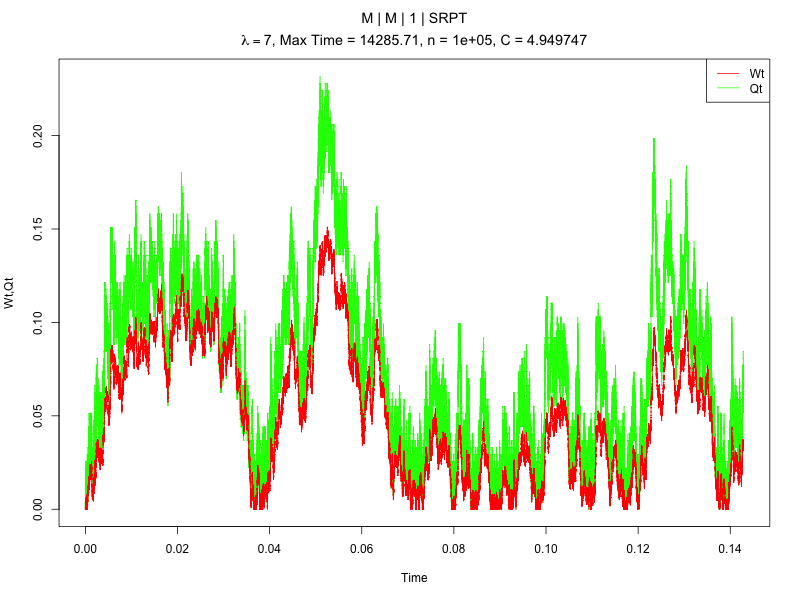 M | M | 1 | SRPT
λ = 7, Max Time = 14285.71, n = 1e+05, C = 4.949747
Wt
Qt
Wt,Qt
0.20
0.15
0.10
0.05
0.00
0.00 0.02 0.04 0.06 0.08 0.10 0.12 0.14
Time